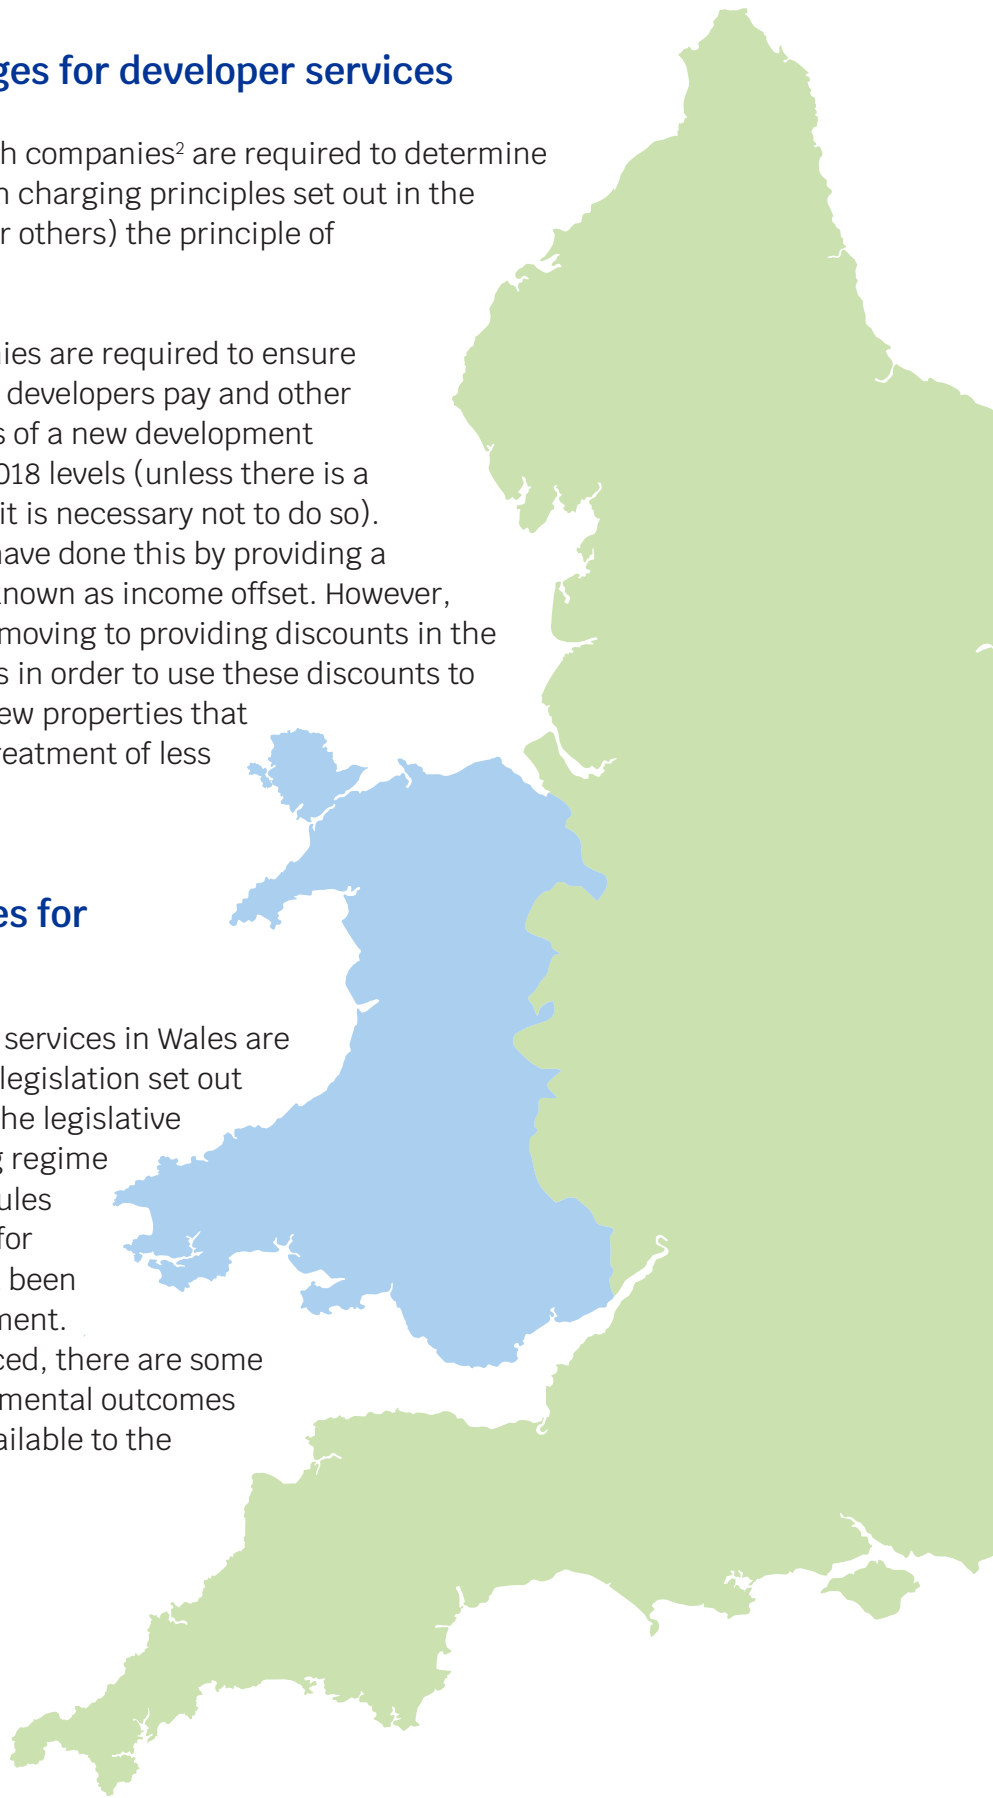 ges for developer services
h companies² are required to determine
n charging principles set out in the
r others) the principle of
nies are required to ensure
developers pay and other
s of a new development
018 levels (unless there is a
it is necessary not to do so).
have done this by providing a
known as income offset. However,
moving to providing discounts in the
s in order to use these discounts to
ew properties that
reatment of less
es for
services in Wales are
legislation set out
he legislative
g regime
ules
for
been
ment.
ced, there are some
mental outcomes
ailable to the